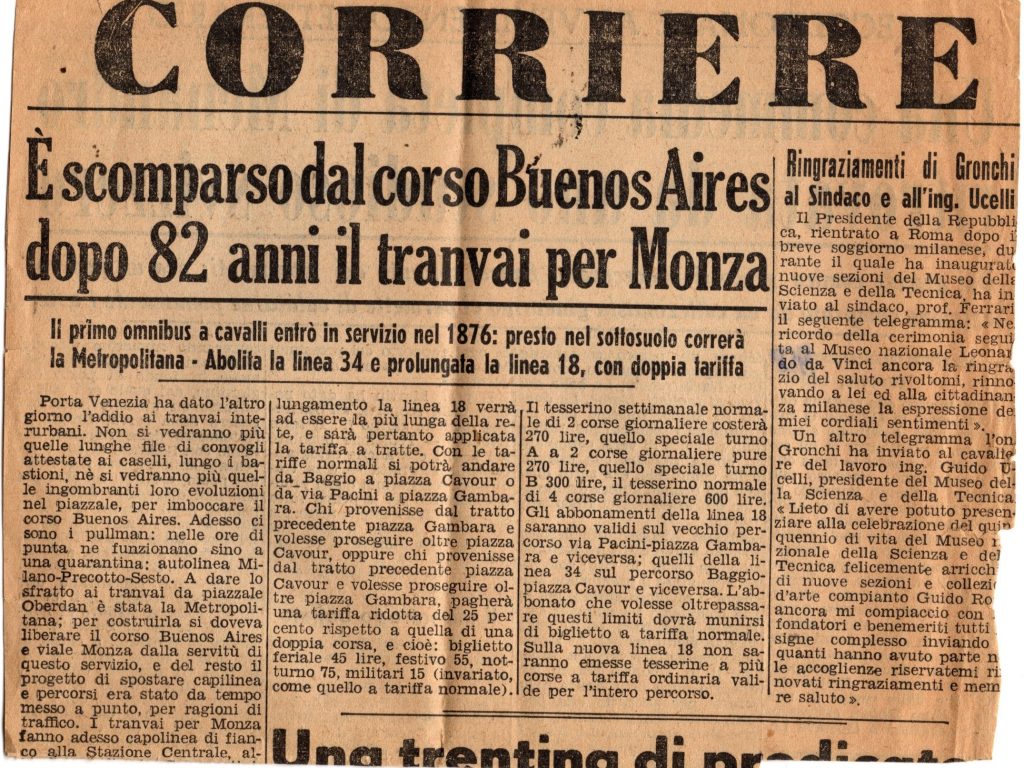 CORRIERE
È scomparso dal corso Buenos Aires
dopo 82 anni il tranvai per Monza
Il primo omnibus a cavalli entrò in servizio nel 1876: presto nel sottosuolo correrà
la Metropolitana - Abolita la linea 34 e prolungata la linea 18, con doppia tariffa
Porta Venezia ha dato l'altro
giorno l'addio ai tranvai inte-
rurbani. Non si vedranno più
quelle lunghe file di convogli
attestate ai caselli, lungo i ba-
stioni, nè si vedranno più quel-
le ingombranti loro evoluzioni
nel piazzale, per imboccare il
corso Buenos Aires. Adesso ci
sono i pullman: nelle ore di
punta ne funzionano sino a
una quarantina: autolinea Mi-
lano-Precotto-Sesto. A dare lo
sfratto ai tranvai da piazzale
Oberdan è stata la Metropoli-
tana; per costruirla si doveva
liberare il corso Buenos Aires
e viale Monza dalla servitù di
questo servizio, e del resto il
progetto di spostare capilinea
e percorsi era stato da tempo
messo a punto, per ragioni di
traffico. I tranvai per Monza
fanno adesso capolinea di fian-
co alla Stazione Centrale, al-
lungamento la linea 18 verrà
ad essere la più lunga della re-
te, e sarà pertanto applicata
la tariffa a tratte. Con le ta-
riffe normali si potrà andare
da Baggio a piazza Cavour o
da via Pacini a piazza Gamba-
ra. Chi provenisse dal tratto
precedente piazza Gambara e
volesse proseguire oltre piazza
Cavour, oppure chi provenisse
dal tratto precedente piazza
Cavour e volesse proseguire ol-
tre piazza Gambara, pagherà
una tariffa ridotta del 25 per
cento rispetto a quella di una
doppia corsa, e cioè: biglietto
feriale 45 lire, festivo 55, not-
turno 75, militari 15 (invariato,
come quello a tariffa normale).
Il tesserino settimanale norma-
le di 2 corse giornaliere costerà
270 lire, quello speciale turno
A a 2 corse giornaliere pure
270 lire, quello speciale turno
B 300 lire, il tesserino normale
di 4 corse giornaliere 600 lire.
Gli abbonamenti della linea 18
saranno validi sul vecchio per-
corso via Pacini-piazza Gamba-
ra e viceversa; quelli della li-
nea 34 sul percorso Baggio-
piazza Cavour e viceversa. L'ab-
bonato che volesse oltrepassa-
re questi limiti dovrà munirsi
di biglietto a tariffa normale.
Sulla nuova linea 18 non sa-
ranno emesse tesserine a più
corse a tariffa ordinaria vali-
de per l'intero percorso.
Ringraziamenti di Gronchi
al Sindaco e all'ing. Ucelli
Il Presidente della Repubbli-
ca, rientrato a Roma dopo i
breve soggiorno milanese, du
rante il quale ha inaugurat
nuove sezioni del Museo dell
Scienza e della Tecnica, ha in
viato al sindaco, prof. Ferrari
il seguente telegramma: « Ne
ricordo della cerimonia segui
ta al Museo nazionale Leonar
do da Vinci ancora la ringra
zio del saluto rivoltomi, rinno
vando a lei ed alla cittadinan
za milanese la espressione de
miei cordiali sentimenti ».
Un altro telegramma l'on
Gronchi ha inviato al cavalie
re del lavoro ing. Guido U-
celli, presidente del Museo del-
la Scienza e della Tecnica
« Lieto di avere potuto presen
ziare alla celebrazione del quin
quennio di vita del Museo n
zionale della Scienza e del
Tecnica felicemente arricch
di nuove sezioni e collezio
d'arte compianto Guido Ro
ancora mi compiaccio con
fondatori e benemeriti tutti
signe complesso inviando
quanti hanno avuto parte n
le accoglienze riservatemi ri
novati ringraziamenti e mem
re saluto ».
Una trentina di